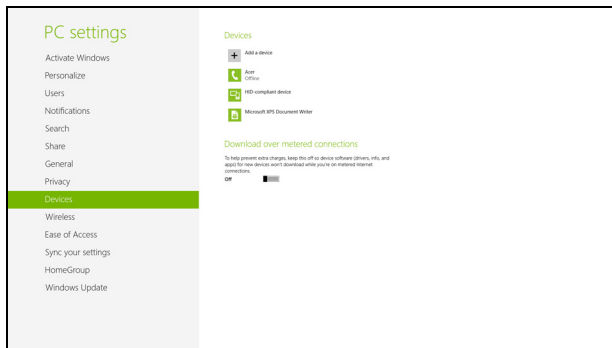 PC settings
Activate Windows
Personalize
Users
Notifications
Search
Share
General
Privacy
Devices
Wireless
Ease of Access
Sync your settings
HomeGroup
Windows Update
Devices
Add a device
Acer
Offline
HID-compliant device
Microsoft XPS Document Writer
Download over metered connections
To help prevent extra charges, keep this off so device software (drivers, info, and
apps) for new devices won't download while you're on metered Internet
connections.
Off